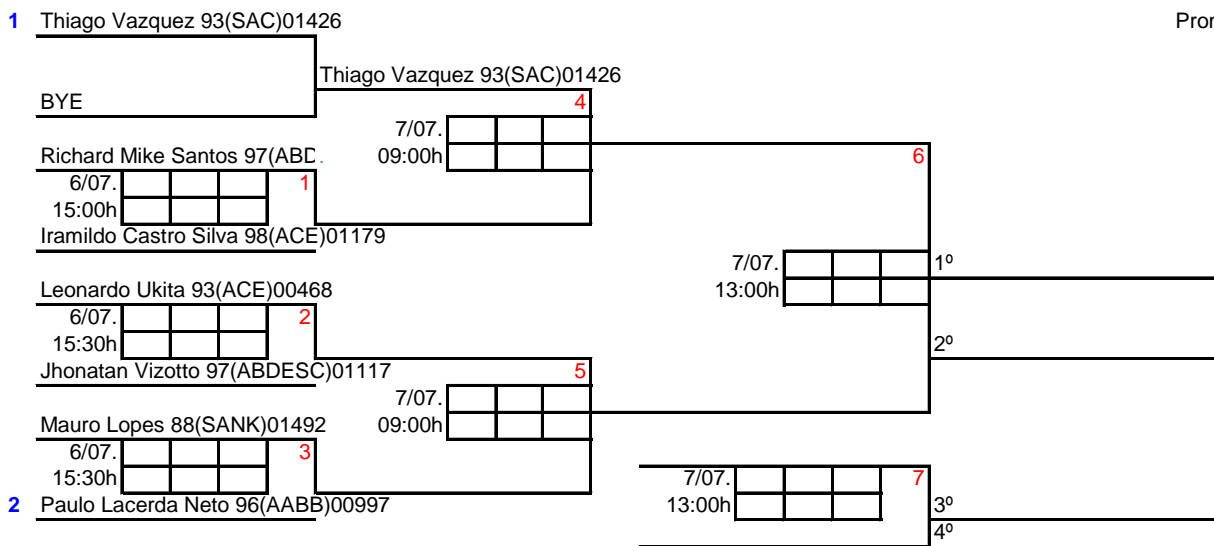 1 Thiago Vazquez 93(SAC)01426
Thiago Vazquez 93(SAC)01426
BYE
4
7/07.
09:00h
Richard Mike Santos 97(ABD
6
6/07.
1
15:00h
Iramildo Castro Silva 98(ACE)01179
7/07.
1º
13:00h
Leonardo Ukita 93(ACE)00468
6/07.
2
15:30h
2º
Jhonatan Vizotto 97(ABDESC)01117
5
7/07.
09:00h
Mauro Lopes 88(SANK)01492
6/07.
3
15:30h
7/07.
7
13:00h
3º
2 Paulo Lacerda Neto 96(AABB)00997
4º